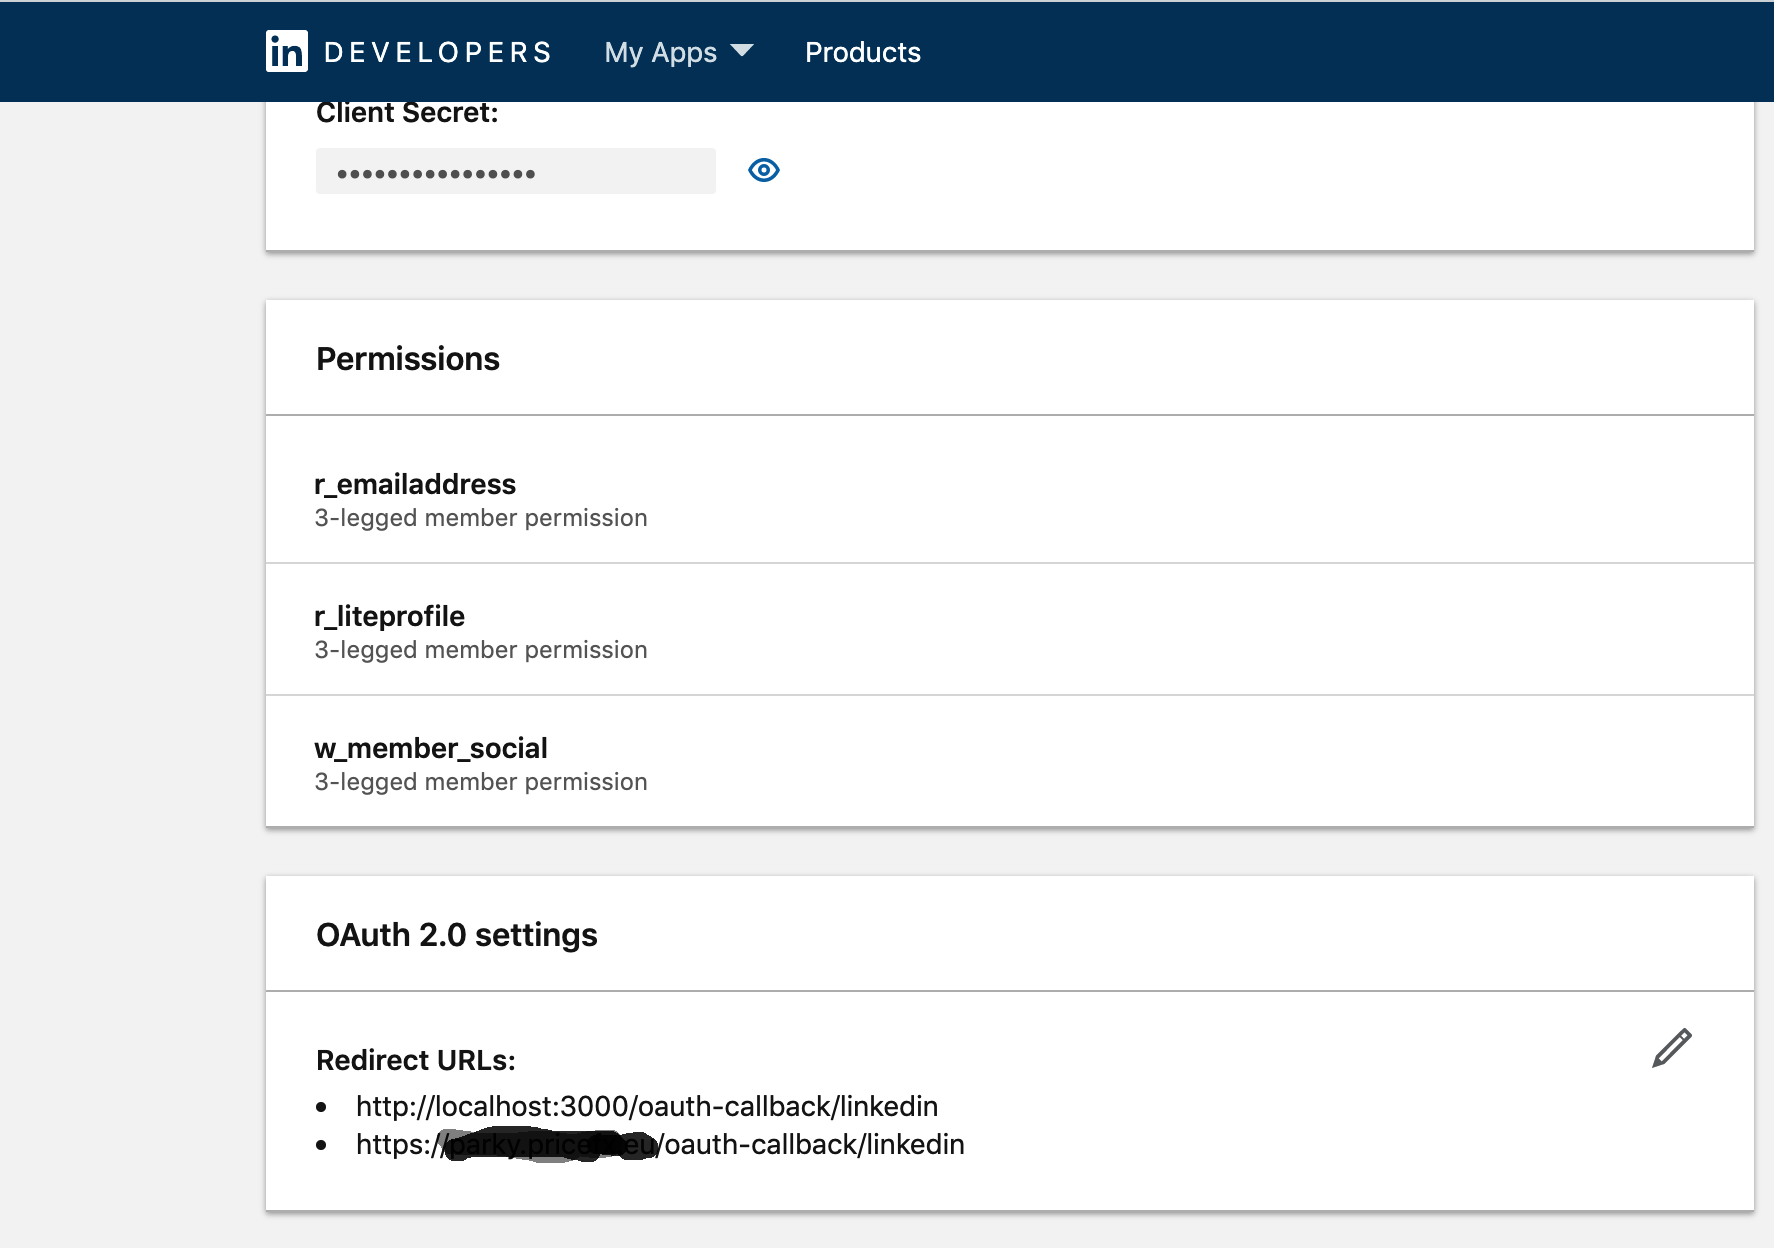 in DEVELOPERS My Apps Products
Client Secret:
••••••••••••••••
Permissions
r_emailaddress
3-legged member permission
r_liteprofile
3-legged member permission
w_member_social
3-legged member permission
OAuth 2.0 settings
Redirect URLs:
• http://localhost:3000/oauth-callback/linkedin
• https:///oauth-callback/linkedin